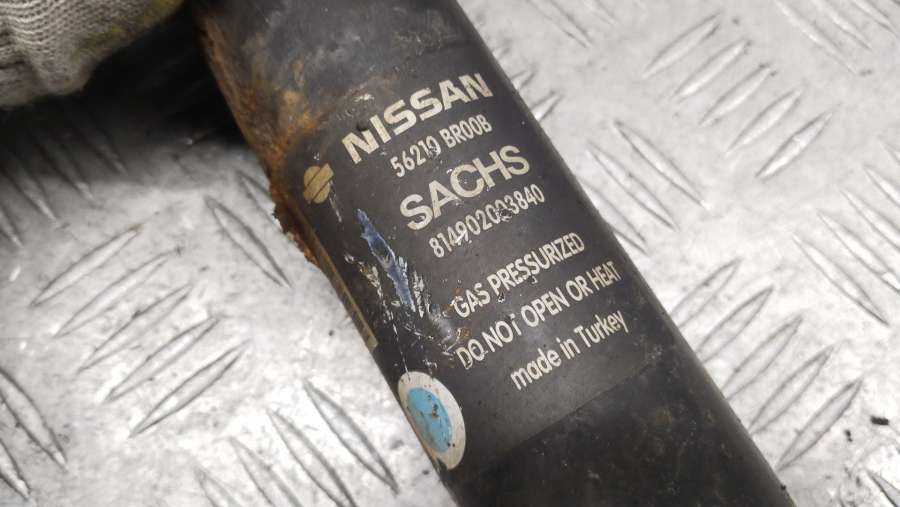 NISSAN
56210 BR00B
SACHS
814902003840
GAS PRESSURIZED
DO NOT OPEN OR HEAT
made in Turkey